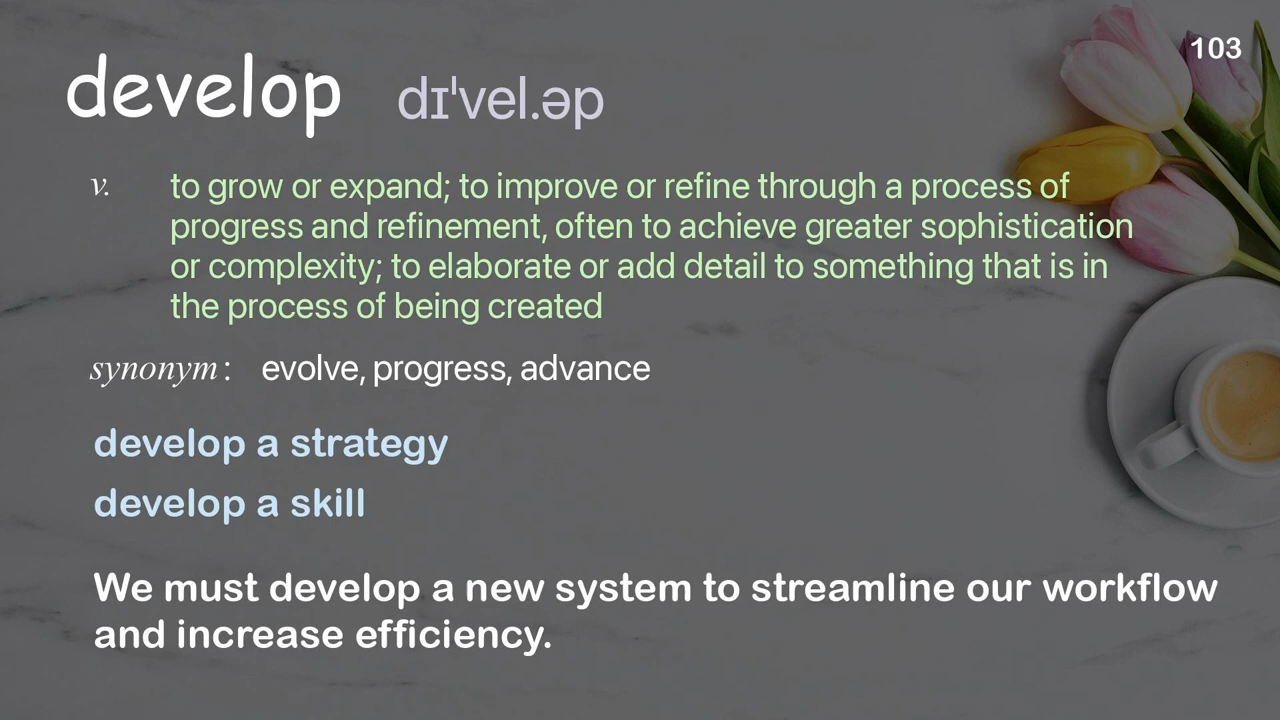 103
develop dɪˈvel.əp
v. to grow or expand; to improve or refine through a process of
progress and refinement, often to achieve greater sophistication
or complexity; to elaborate or add detail to something that is in
the process of being created
synonym: evolve, progress, advance
develop a strategy
develop a skill
We must develop a new system to streamline our workflow
and increase efficiency.